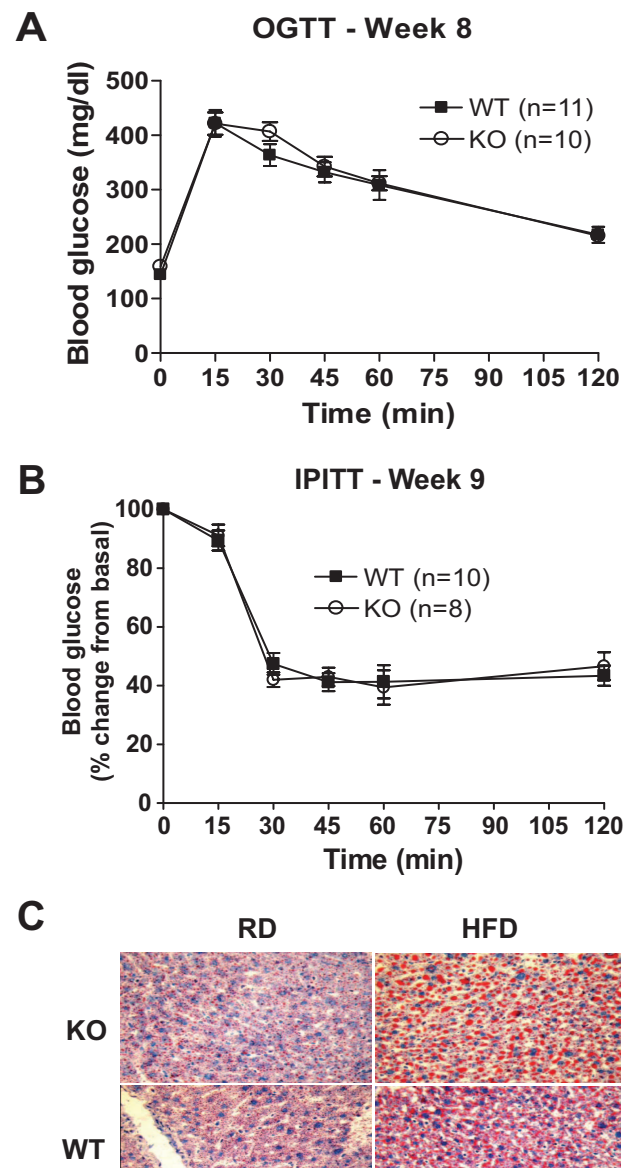 A
OGTT - Week 8
Blood glucose (mg/dl)
500
400
300
200
100
0
WT (n=11)
KO (n=10)
0 15 30 45 60 75 90 105 120
Time (min)
B
IPITT - Week 9
Blood glucose
(% change from basal)
100
80
60
40
20
0
WT (n=10)
KO (n=8)
0 15 30 45 60 75 90 105 120
Time (min)
C
RD HFD
KO
WT